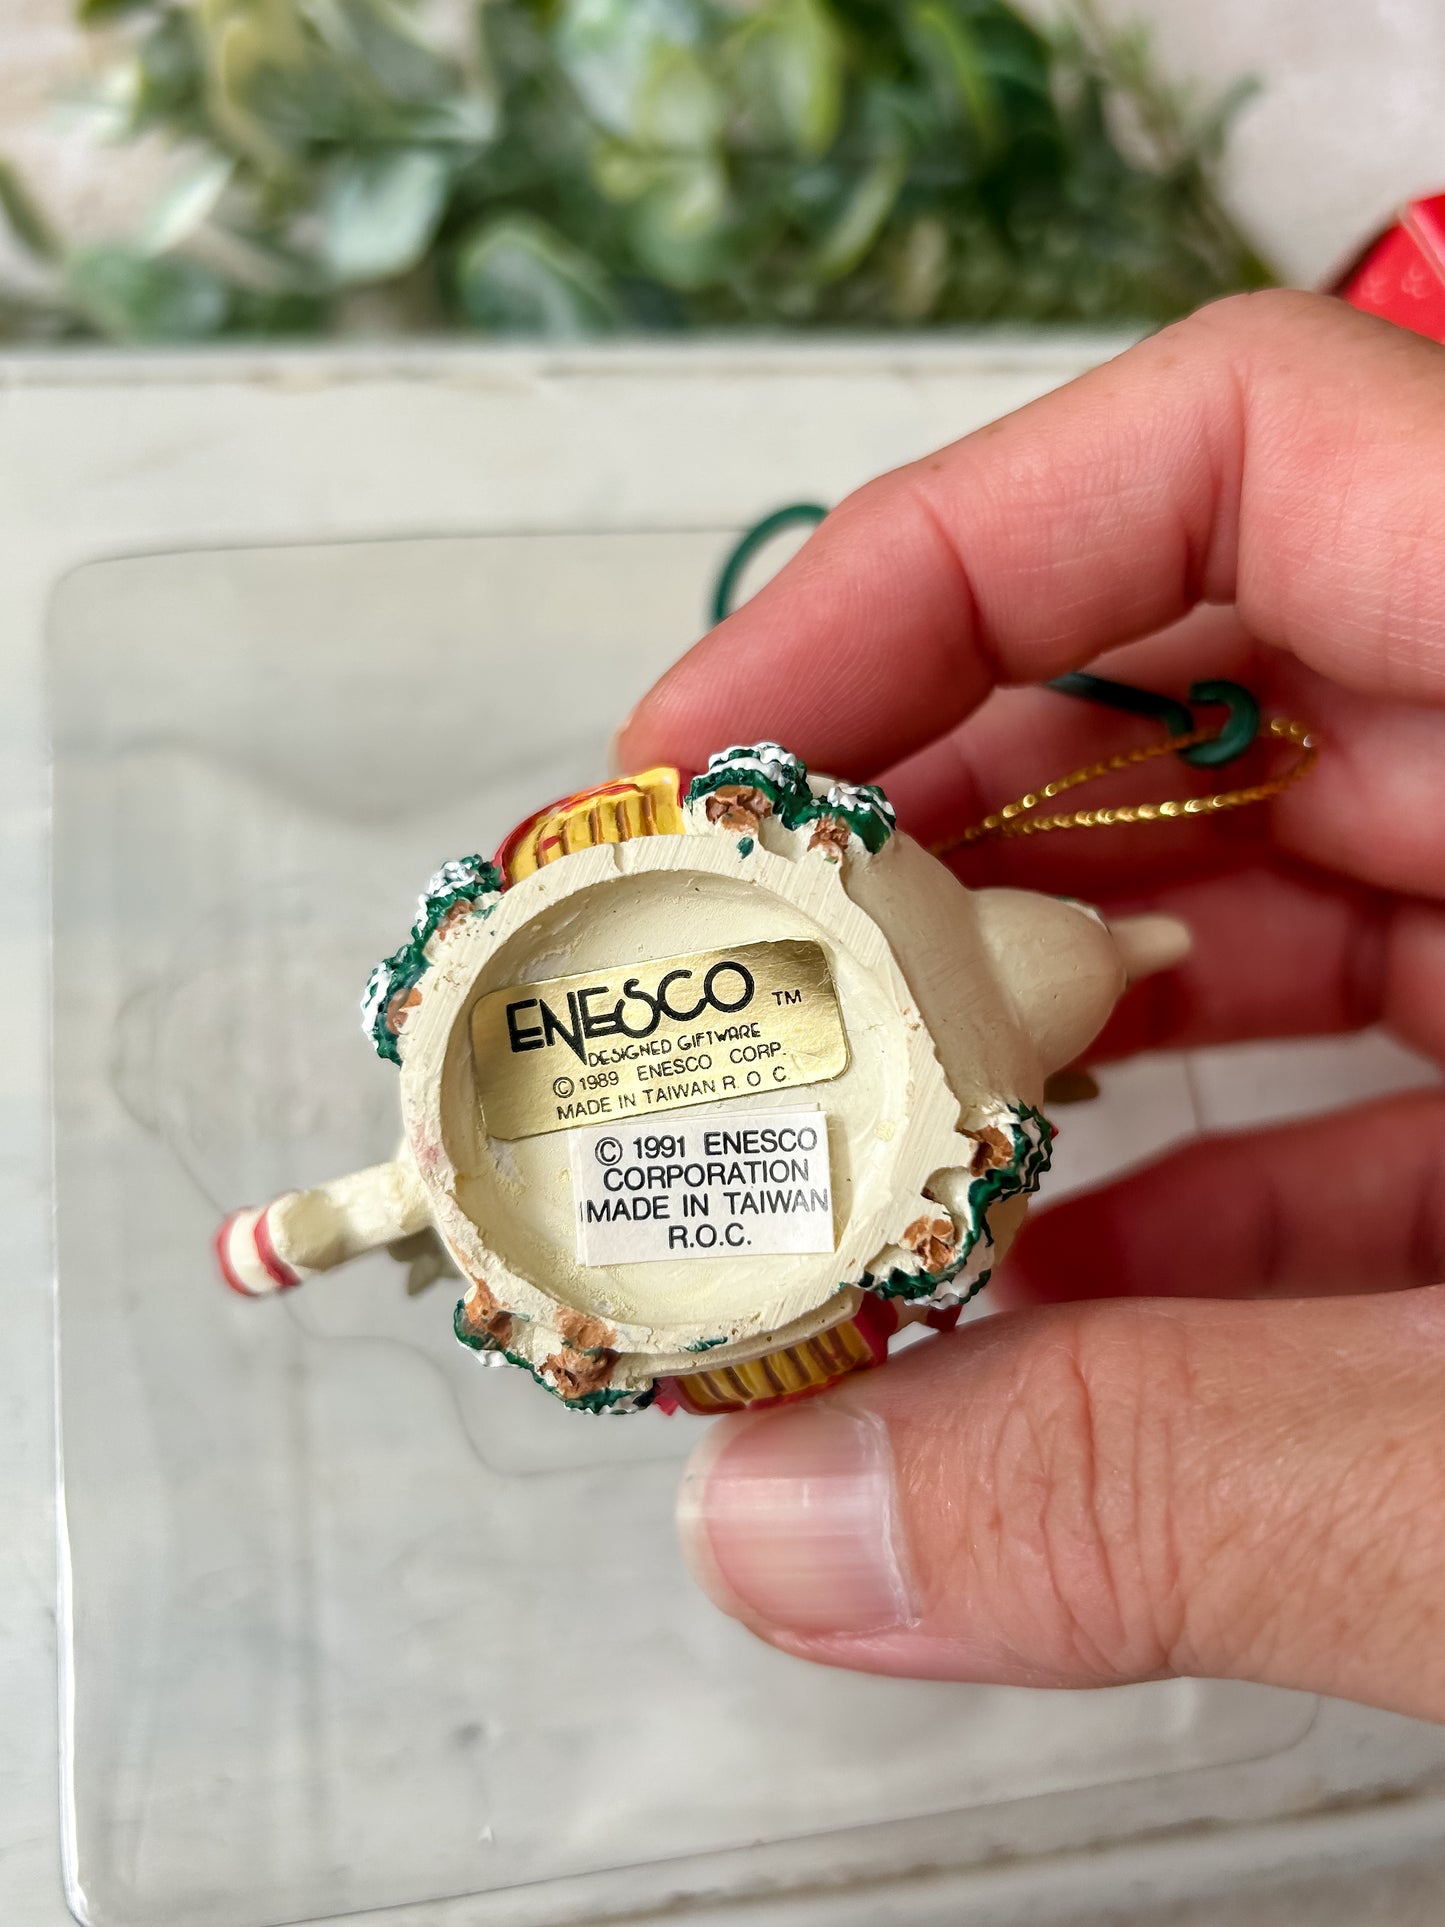 ENESCO ™
DESIGNED GIFTWARE
© 1989 ENESCO CORP.
MADE IN TAIWAN R. O C.
© 1991 ENESCO
CORPORATION
MADE IN TAIWAN
R.O.C.